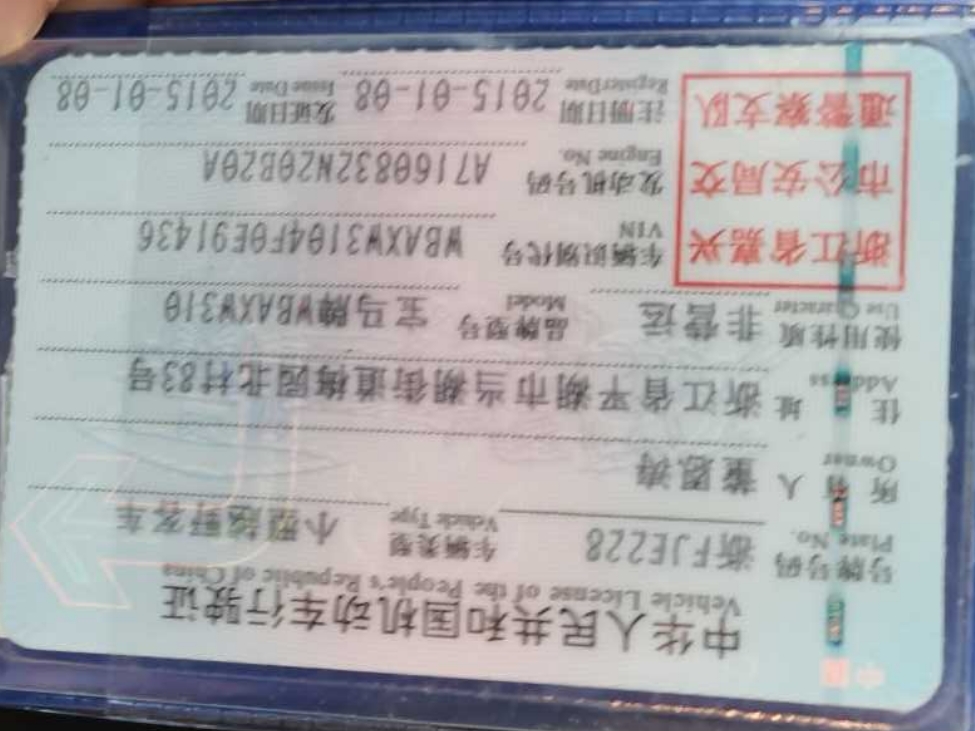 中华人民共和国机动车行驶证
Vehicle License of the People's Republic of China
号牌号码 浙FJE228 车辆类型 小型越野客车
Plate No. Vehicle Type
所有人 董恩涛
Owner
住址 浙江省平湖市当湖街道梅园北村83号
Address
使用性质 非营运 品牌型号 宝马牌WBAXW310
Use Character Model
浙江省嘉兴 车辆识别代号 WBAXW3104F0E91436
VIN
市公安局交 发动机号码 A7160832N20B20A
Engine No.
通警察支队 注册日期 2015-01-08 发证日期 2015-01-08
Register Date Issue Date